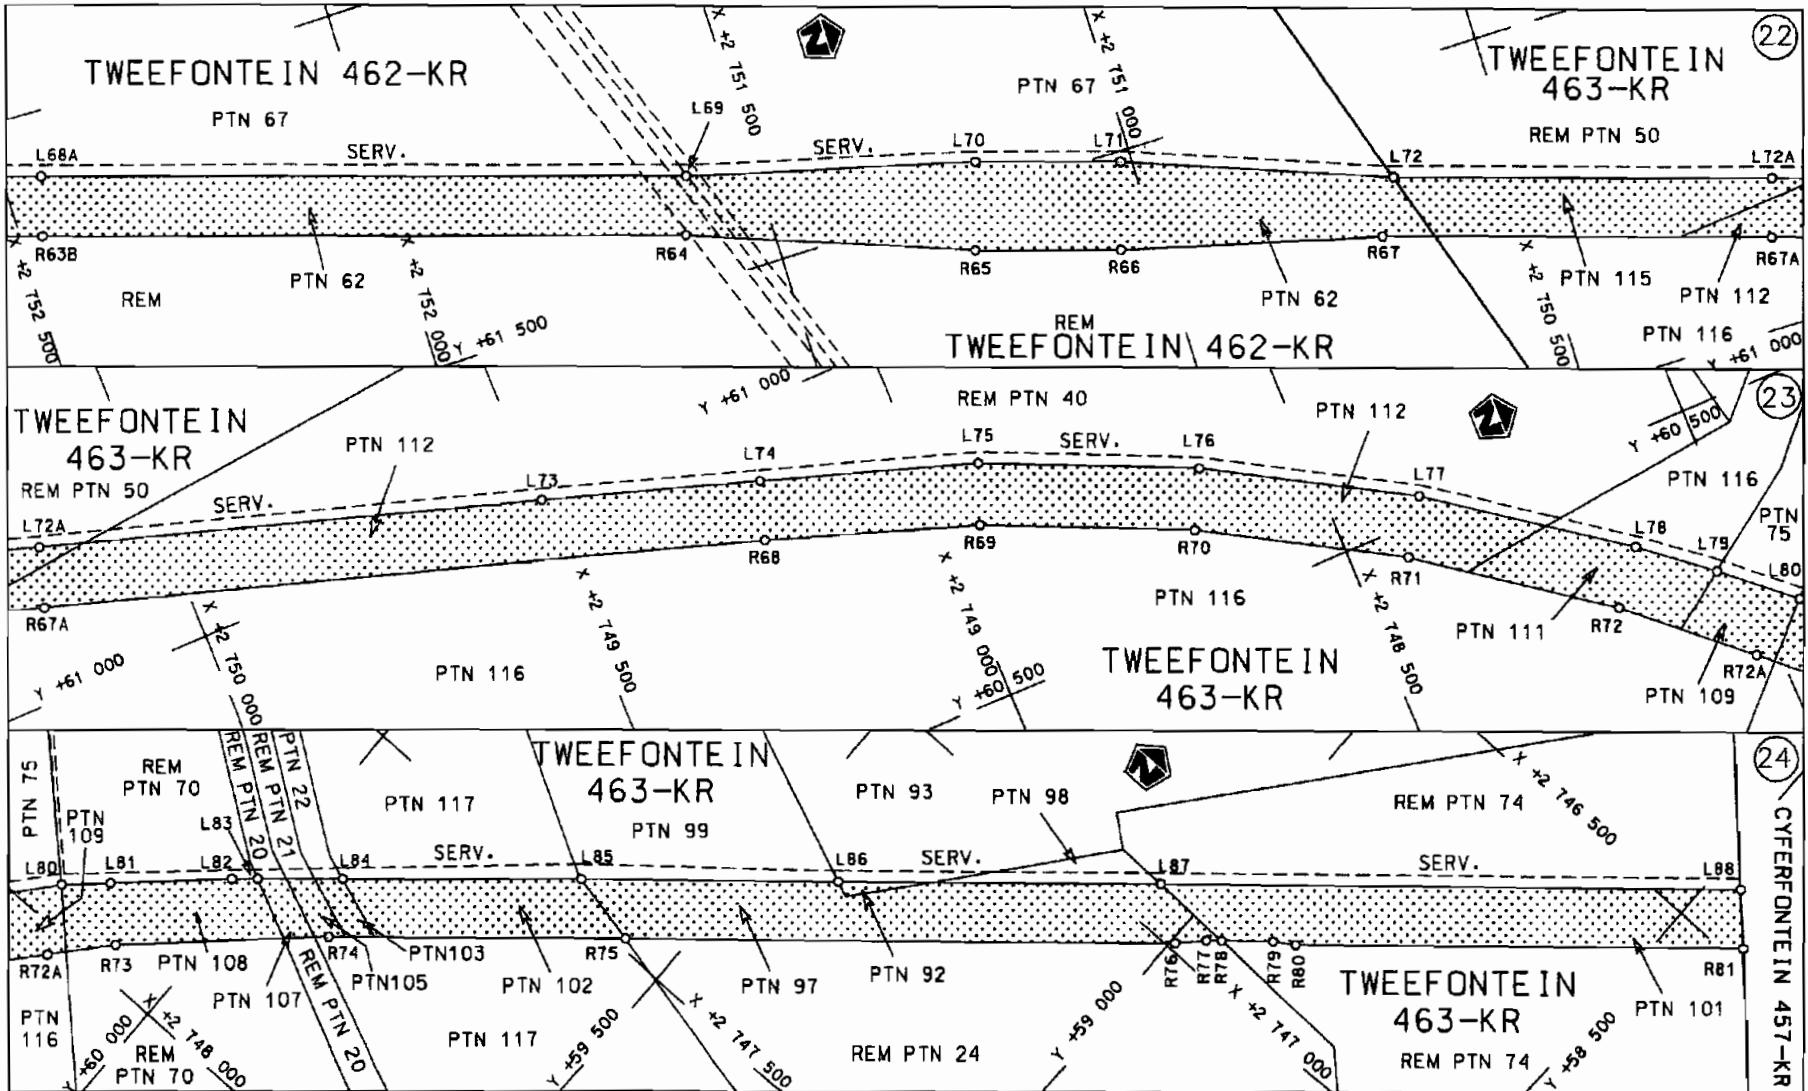 22
TWEEFONTEIN 462-KR
PTN 67
L68A
SERV.
L69
X +2 751 500
SERV.
PTN 67
X +2 751 000
L70
L71
TWEEFONTEIN
463-KR
REM PTN 50
L72
L72A
R63B
X +2 752 500
REM
PTN 62
X +2 752 000
Y +61 500
R64
R65
R66
R67
PTN 62
REM
TWEEFONTEIN 462-KR
X +2 750 500
PTN 115
PTN 112
R67A
PTN 116
Y +61 000
23
TWEEFONTEIN
463-KR
REM PTN 50
L72A
SERV.
PTN 112
L73
L74
Y +61 000
REM PTN 40
L75
SERV.
L76
PTN 112
L77
Y +60 500
PTN 116
PTN
75
L78
L79
L80
R67A
Y +61 000
X +2 750 000
PTN 116
X +2 749 500
R68
R69
X +2 749 000
Y +60 500
R70
PTN 116
TWEEFONTEIN
463-KR
X +2 748 500
R71
PTN 111
R72
PTN 109
R72A
24
PTN 75
REM
PTN 70
PTN
109
L80
L81
L82
L83
REM PTN 20
REM PTN 21
PTN 22
PTN 117
L84
SERV.
TWEEFONTEIN
463-KR
PTN 99
L85
PTN 93
PTN 98
L86
SERV.
L87
REM PTN 74
X +2 746 500
SERV.
L88
CYFERFONTEIN 457-KR
R72A
R73
PTN 108
PTN 107
R74
PTN103
PTN105
PTN 102
R75
PTN 97
PTN 92
R76
R77
R78
R79
R80
R81
PTN 101
PTN
116
Y +60 000
X +2 748 000
REM
PTN 70
REM PTN 20
PTN 117
Y +59 500
X +2 747 500
REM PTN 24
Y +59 000
X +2 747 000
TWEEFONTEIN
463-KR
REM PTN 74
Y +58 500